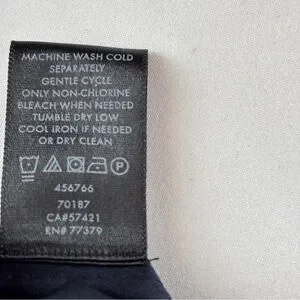 MACHINE WASH COLD
SEPARATELY
GENTLE CYCLE
ONLY NON-CHLORINE
BLEACH WHEN NEEDED
TUMBLE DRY LOW
COOL IRON IF NEEDED
OR DRY CLEAN
P
456766
70187
CA#57421
RN# 77379